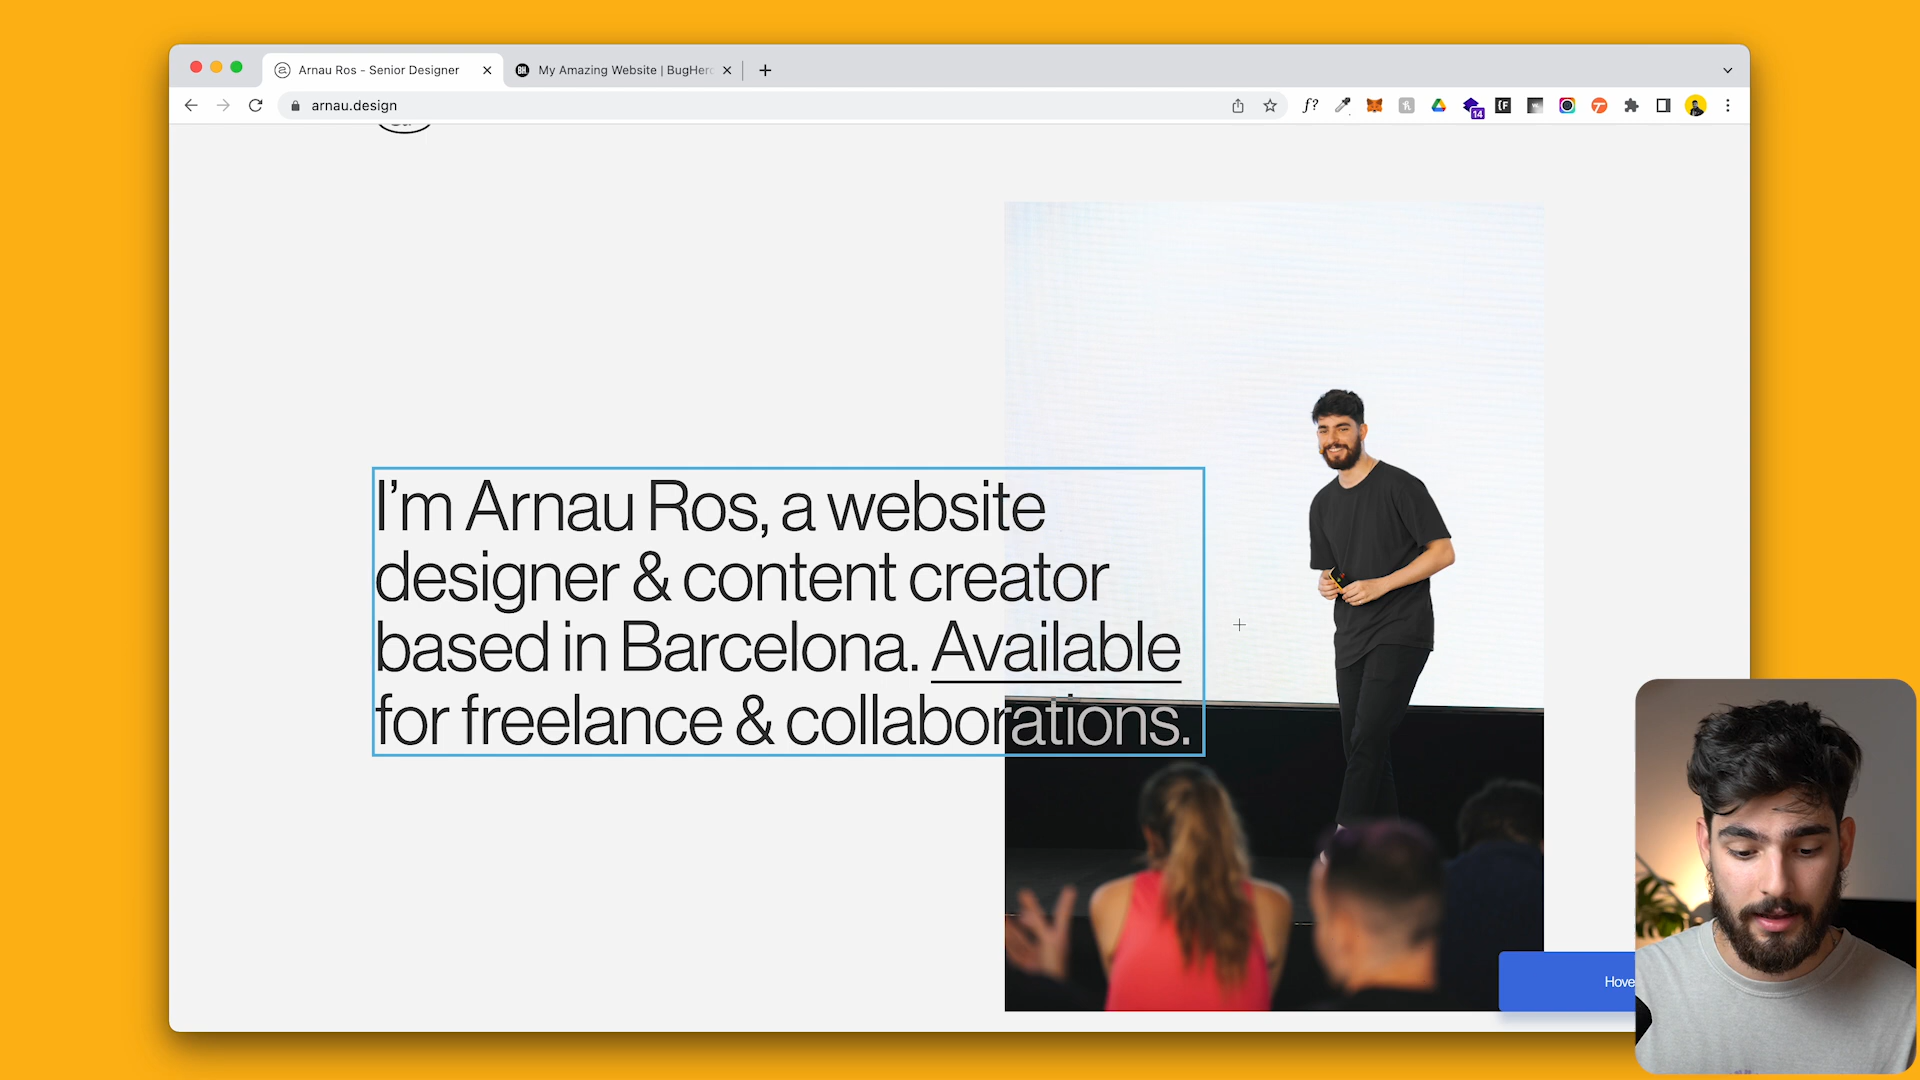 Arnau Ros - Senior Designer
My Amazing Website | BugHer
arnau.design
14
I'm Arnau Ros, a website
designer & content creator
based in Barcelona. Available
for freelance & collaborations.
Hove